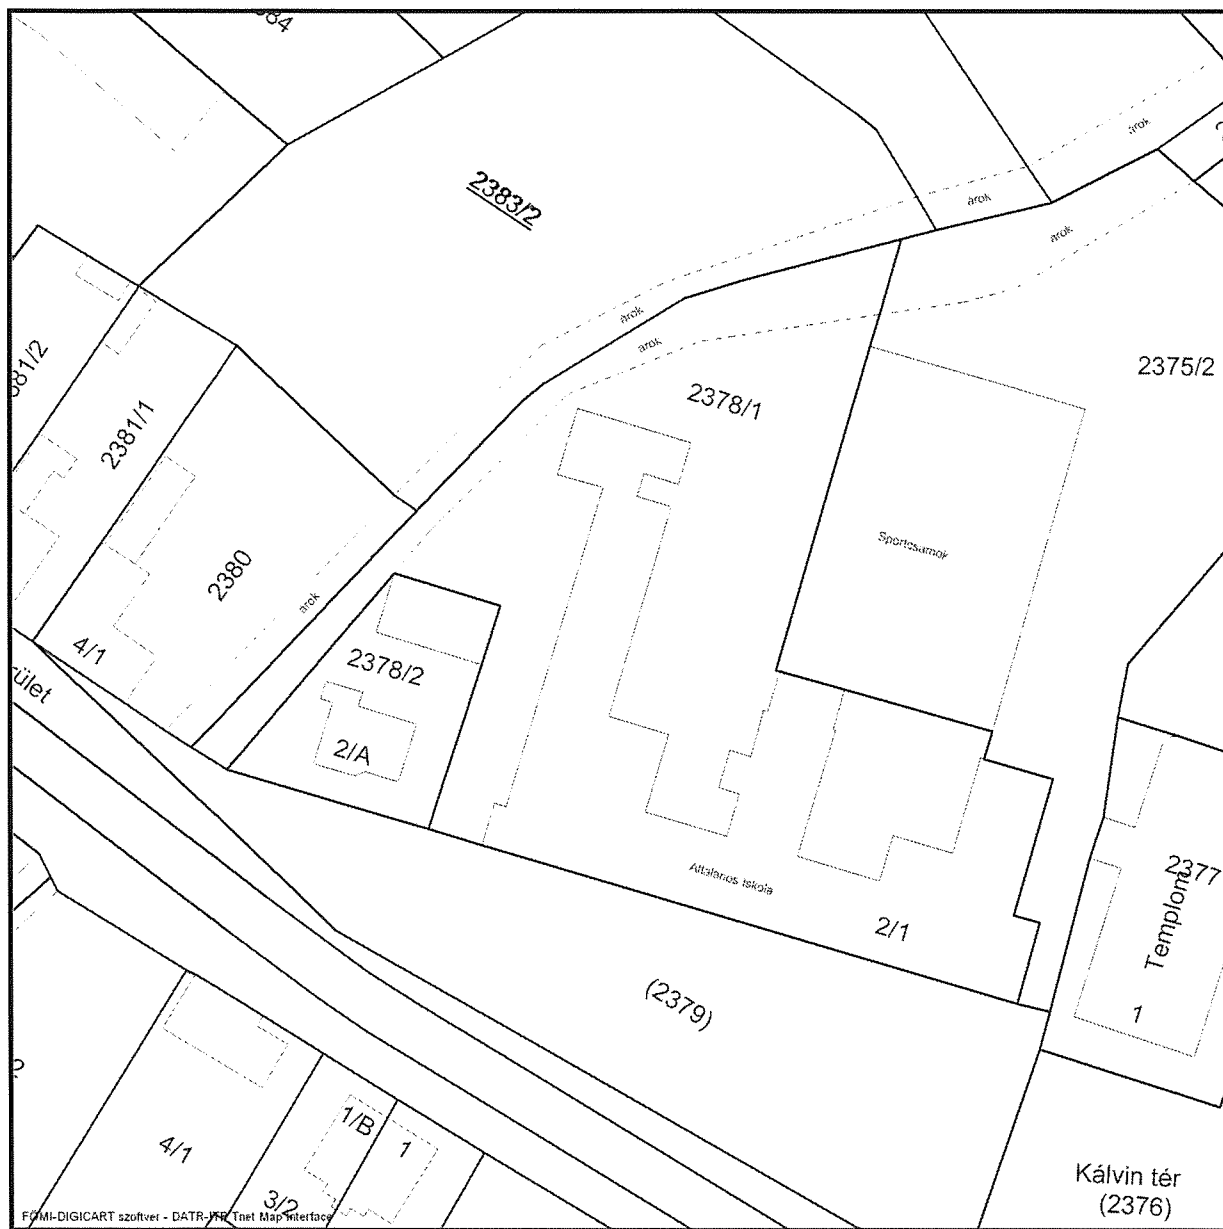 árok
2383/2
árok
árok
árok
árok
2375/2
2378/1
2381/1
Sportcsarnok
2380
árok
4/1
2378/2
2/A
Általános Iskola
2377
Templom
2/1
(2379)
1
1/B
1
4/1
3/2
Kálvin tér
(2376)
FÖMI-DIGICART szoftver - DATR-ITR Tnet Map Interface